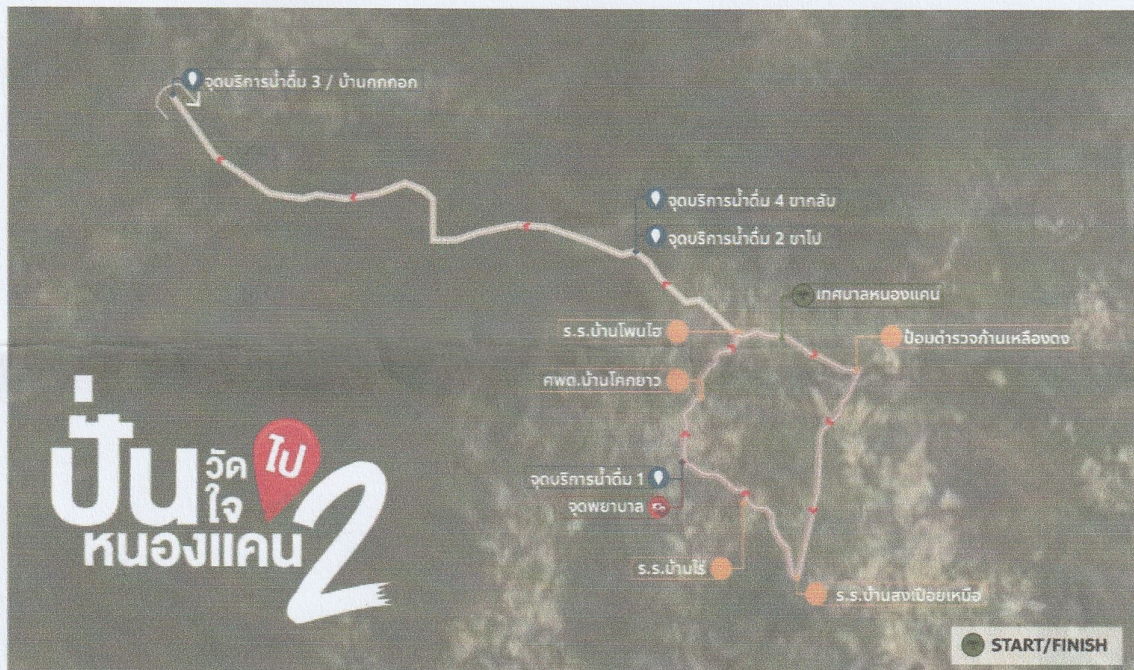 จุดบริการน้ำดื่ม 3 / บ้านกกกอก
จุดบริการน้ำดื่ม 4 ขากลับ
จุดบริการน้ำดื่ม 2 ขาไป
เทศบาลหนองแคน
ร.ร.บ้านโพนไฮ
ป้อมตำรวจก้านเหลืองดง
ศพด.บ้านโคกยาว
จุดบริการน้ำดื่ม 1
จุดพยาบาล
ร.ร.บ้านไร่
ร.ร.บ้านสงเปือยเหนือ
ปั่น
วัด
ใจ
ไป
หนองแคน 2
START/FINISH